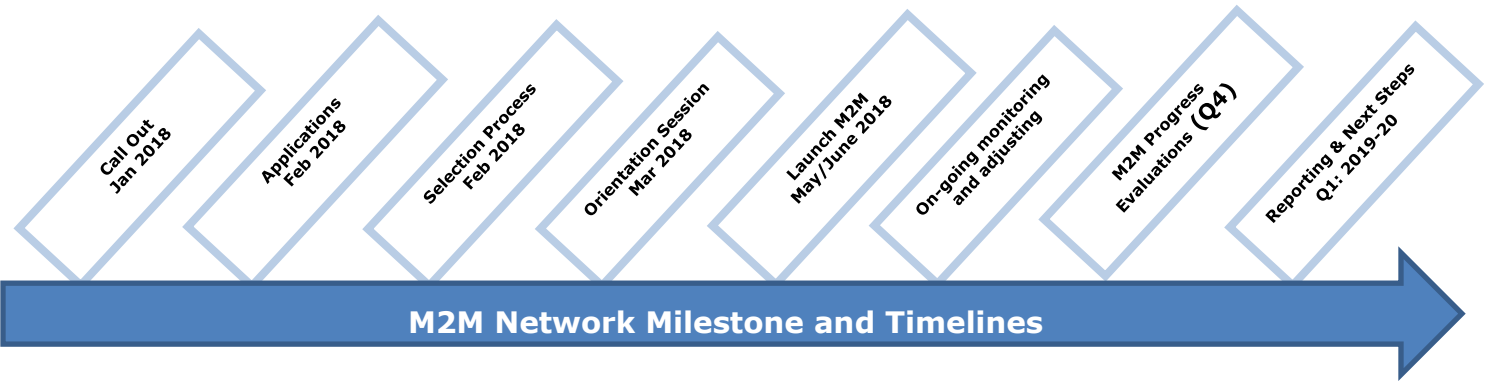 Call Out
Jan 2018
Applications
Feb 2018
Selection Process
Feb 2018
Orientation Session
Mar 2018
Launch M2M
May/June 2018
On-going monitoring
and adjusting
M2M Progress
Evaluations (Q4)
Reporting & Next Steps
Q1: 2019-20
M2M Network Milestone and Timelines